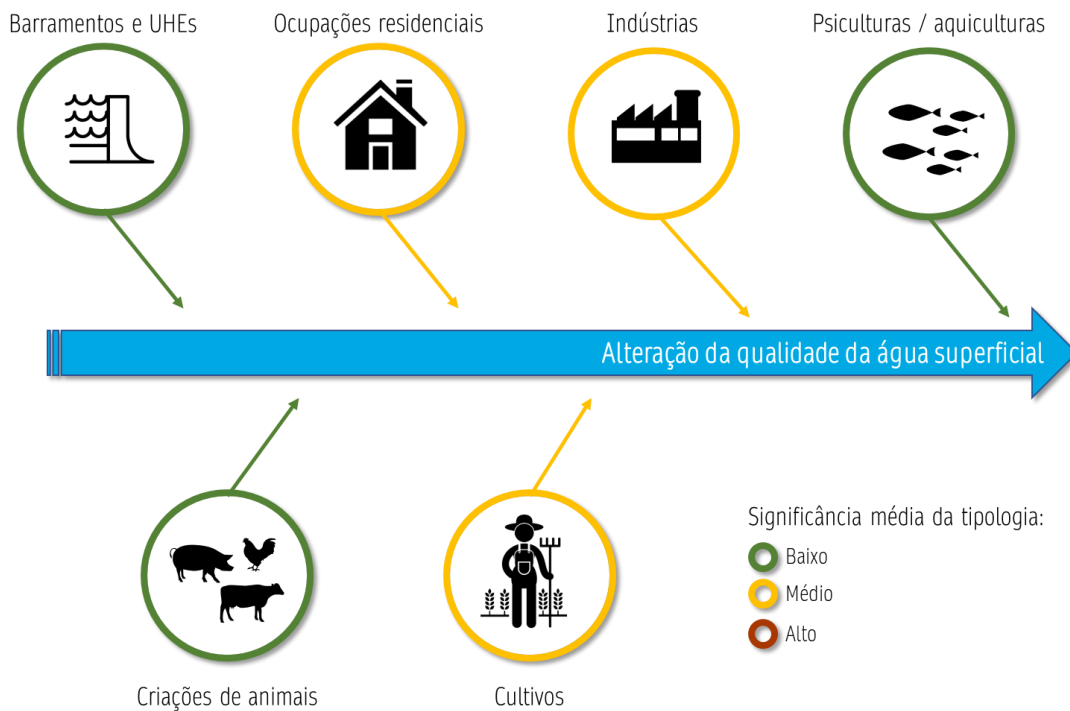 Barramentos e UHEs
Ocupações residenciais
Indústrias
Psiculturas / aquiculturas
Alteração da qualidade da água superficial
Significância média da tipologia:
Baixo
Médio
Alto
Criações de animais
Cultivos